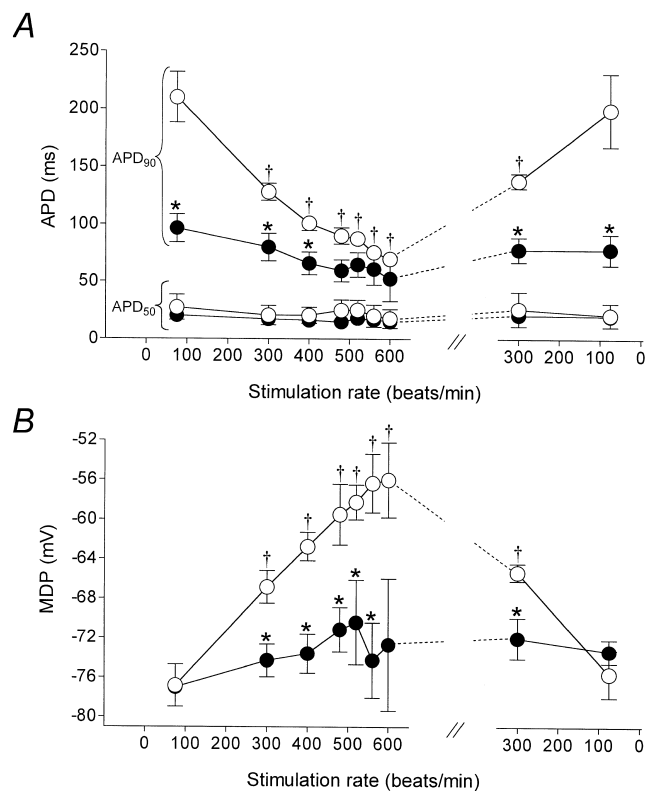 A
250
200
150
100
50
0
APD (ms)
APD90
APD50
† † † † † † †
* * * * *
0 100 200 300 400 500 600 // 300 200 100 0
Stimulation rate (beats/min)
B
-52
-56
-60
-64
-68
-72
-76
-80
MDP (mV)
† † † † † † †
* * * * * *
0 100 200 300 400 500 600 // 300 200 100 0
Stimulation rate (beats/min)